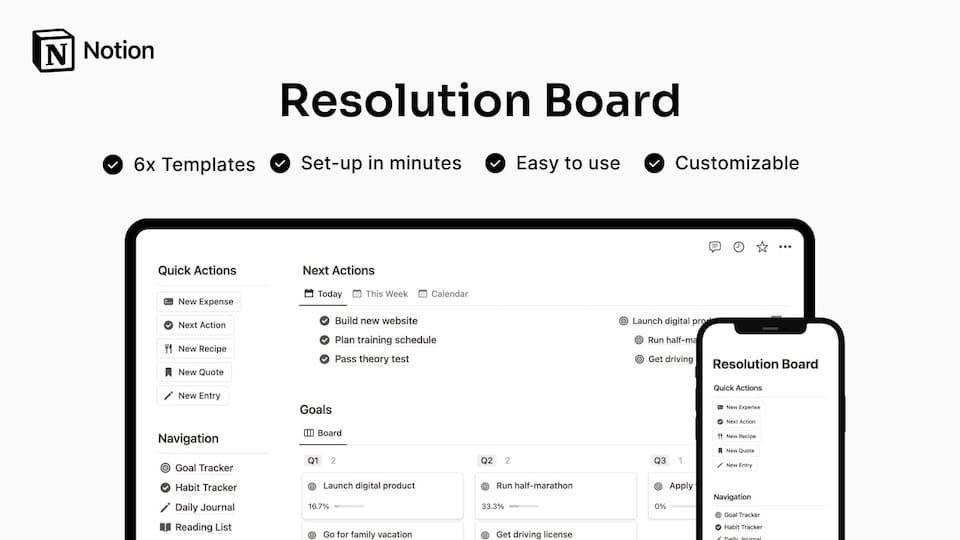 Notion
Resolution Board
6x Templates
Set-up in minutes
Easy to use
Customizable
Quick Actions
New Expense
Next Action
New Recipe
New Quote
New Entry
Navigation
Goal Tracker
Habit Tracker
Daily Journal
Reading List
Next Actions
Today This Week Calendar
Build new website Launch digital
Plan training schedule Run
Pass theory test Get driving
Goals
Board
Q1 2
Launch digital product
16.7%
Go for family vacation
Q2 2
Run half-marathon
33.3%
Get driving license
Q3 1
Apply
0%
Resolution Board
Quick Actions
New Expense
Next Action
New Recipe
New Quote
New Entry
Navigation
Goal Tracker
Habit Tracker
Daily Journal